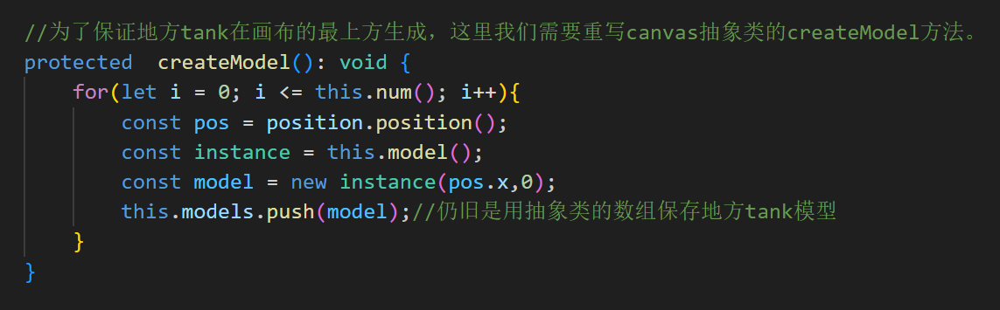 //为了保证地方tank在画布的最上方生成，这里我们需要重写canvas抽象类的createModel方法。
protected  createModel(): void {
    for(let i = 0; i <= this.num(); i++){
        const pos = position.position();
        const instance = this.model();
        const model = new instance(pos.x,0);
        this.models.push(model);//仍旧是用抽象类的数组保存地方tank模型
    }
}